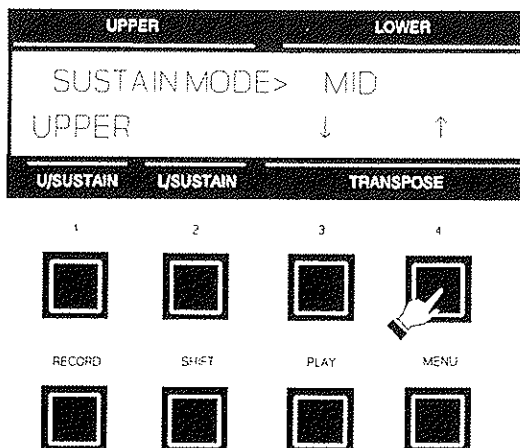 UPPER LOWER
SUSTAIN MODE> MID
UPPER ↓ ↑
U/SUSTAIN L/SUSTAIN TRANSPOSE
1 2 3 4
RECORD SHIFT PLAY MENU